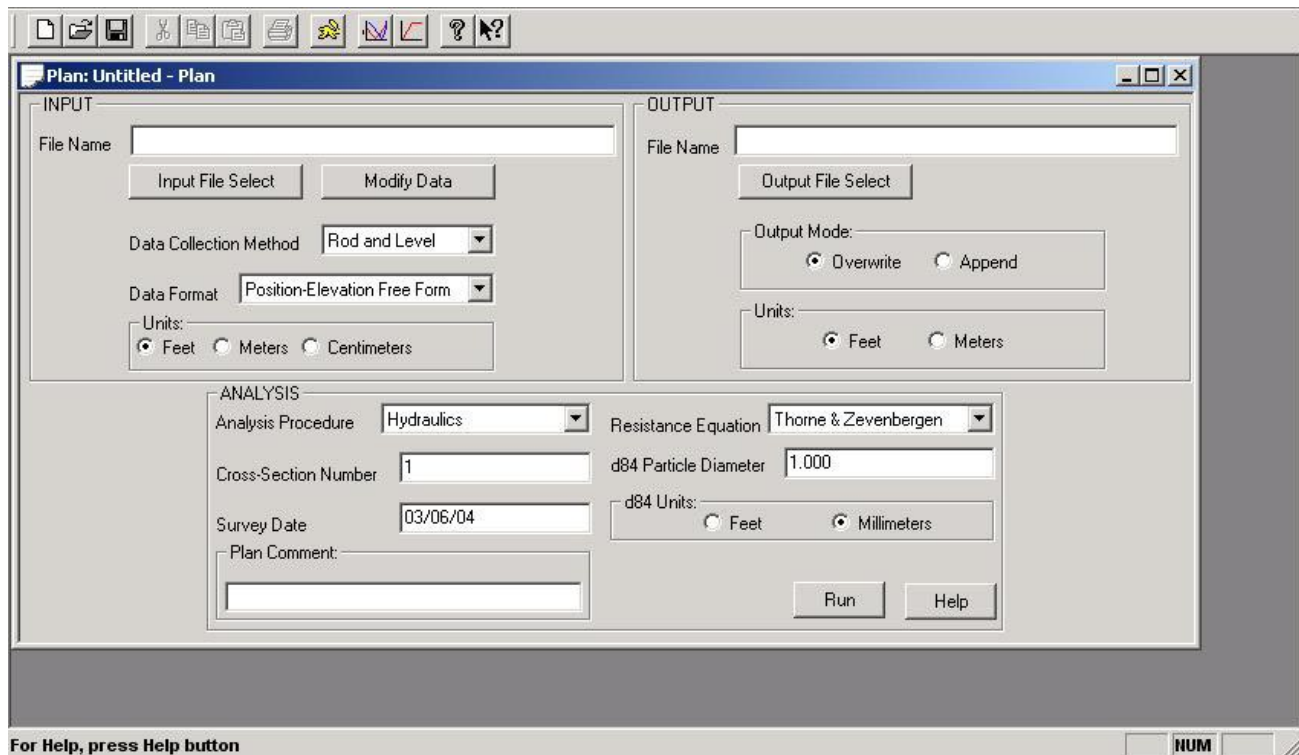 Plan: Untitled - Plan
INPUT
File Name
Input File Select
Modify Data
Data Collection Method
Rod and Level
Data Format
Position-Elevation Free Form
Units:
Feet
Meters
Centimeters
OUTPUT
File Name
Output File Select
Output Mode:
Overwrite
Append
Units:
Feet
Meters
ANALYSIS
Analysis Procedure
Hydraulics
Cross-Section Number
1
Survey Date
03/06/04
Plan Comment:
Resistance Equation
Thorne & Zevenbergen
d84 Particle Diameter
1.000
d84 Units:
Feet
Millimeters
Run
Help
For Help, press Help button
NUM